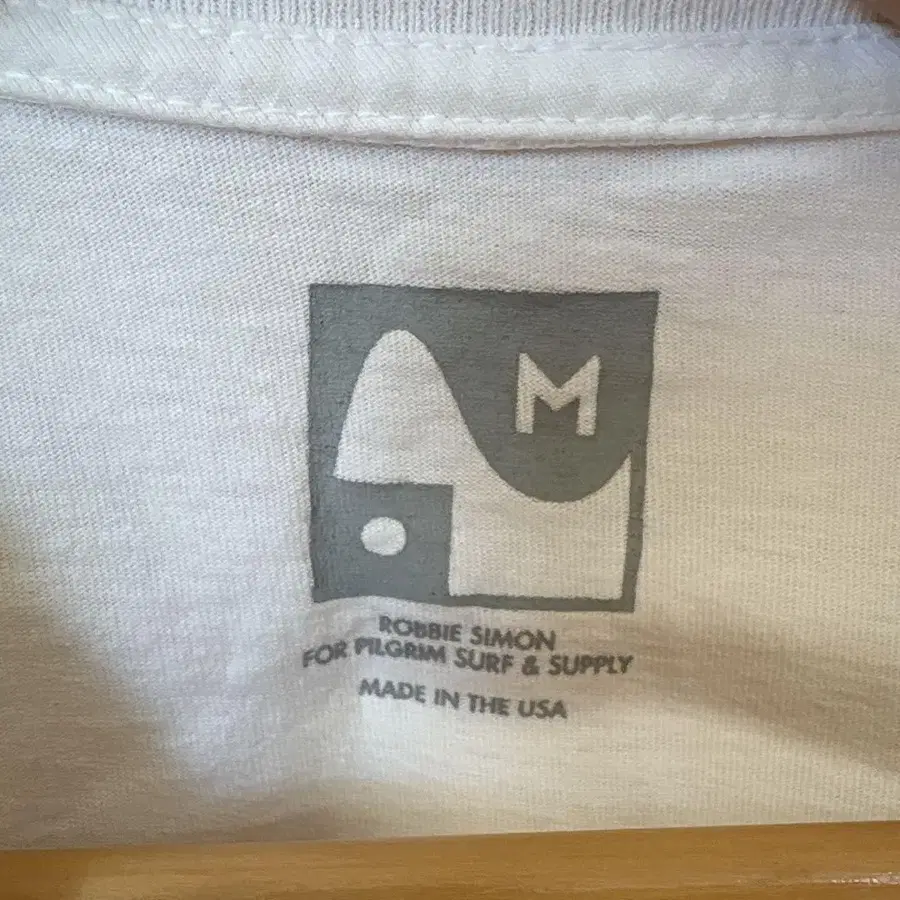 M
ROBBIE SIMON
FOR PILGRIM SURF & SUPPLY
MADE IN THE USA